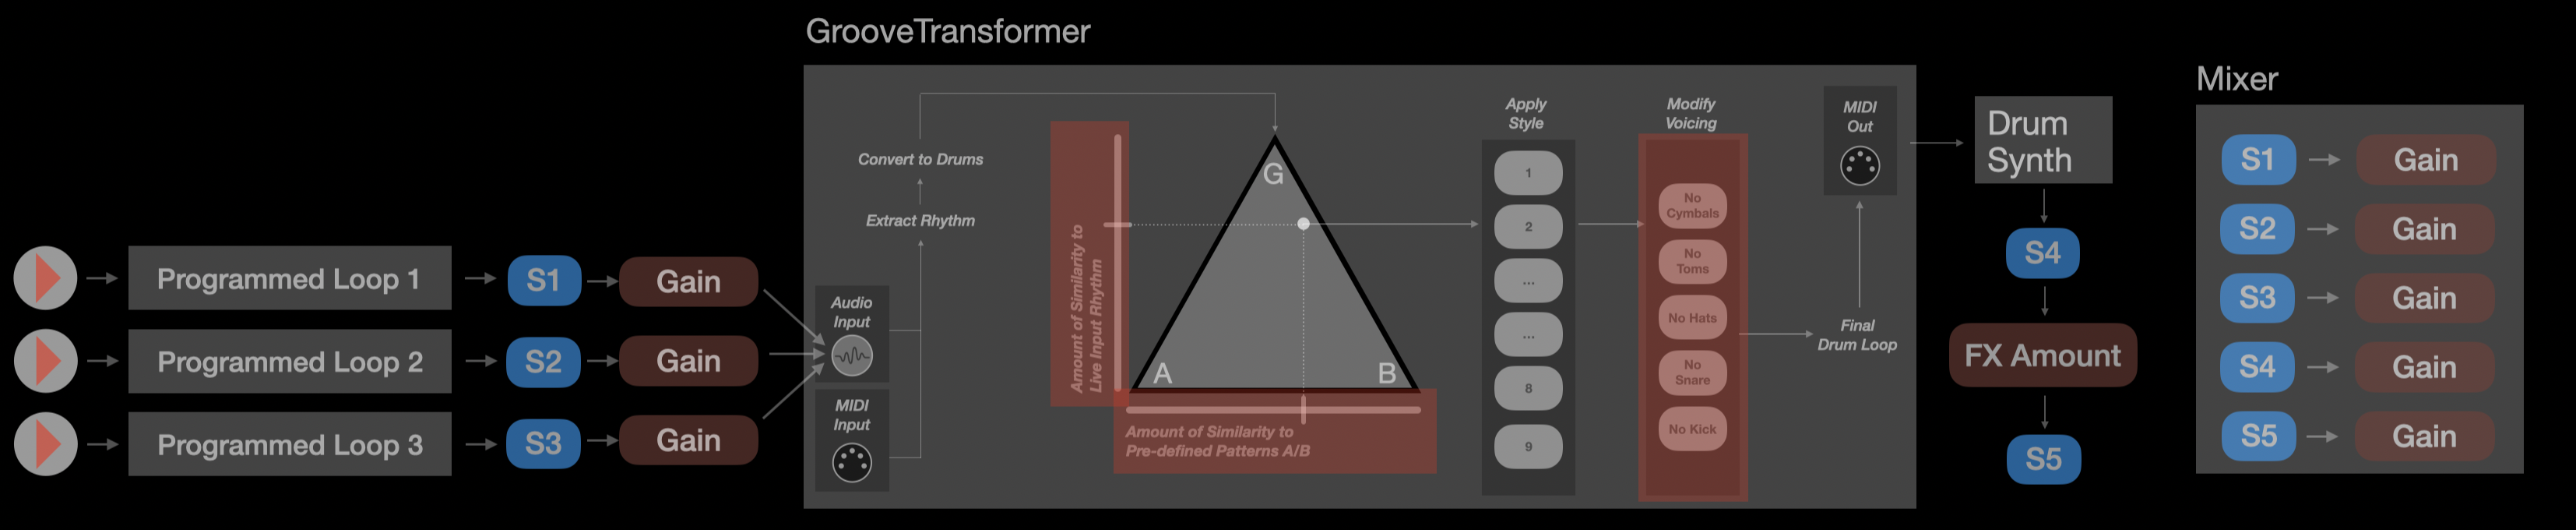 GrooveTransformer
Programmed Loop 1
S1
Gain
Programmed Loop 2
S2
Gain
Programmed Loop 3
S3
Gain
Audio
Input
MIDI
Input
Extract Rhythm
Convert to Drums
Amount of Similarity to
Live Input Rhythm
G
A
B
Amount of Similarity to
Pre-defined Patterns A/B
Apply
Style
1
2
...
...
8
9
Modify
Voicing
No
Cymbals
No
Toms
No Hats
No
Snare
No Kick
Final
Drum Loop
MIDI
Out
Drum
Synth
S4
FX Amount
S5
Mixer
S1
Gain
S2
Gain
S3
Gain
S4
Gain
S5
Gain